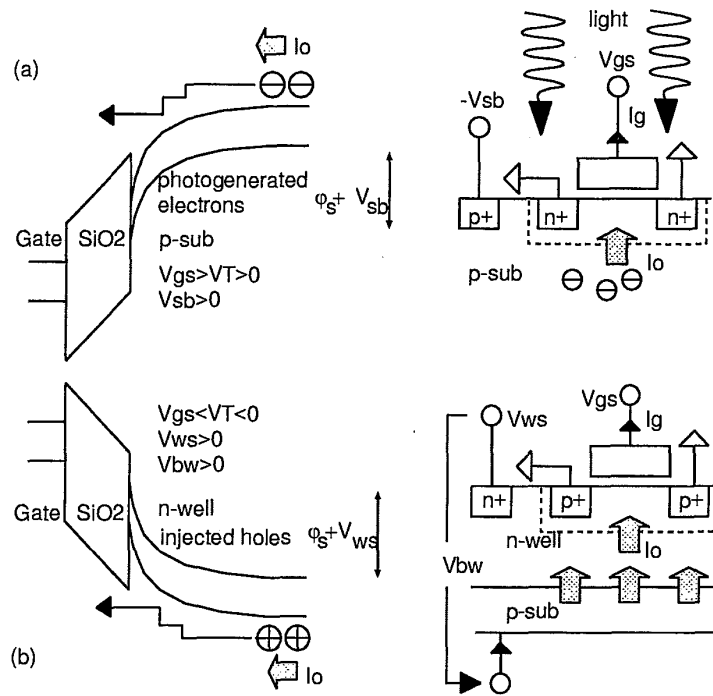 (a)
Io
photogenerated
electrons
φs+ Vsb
Gate
SiO2
p-sub
Vgs>VT>0
Vsb>0
light
Vgs
-Vsb
Ig
p+
n+
n+
Io
p-sub
Vgs<VT<0
Vws>0
Vbw>0
Gate
SiO2
n-well
injected holes
φs+Vws
Io
(b)
Vgs
Vws
Ig
n+
p+
p+
n-well
Io
Vbw
p-sub